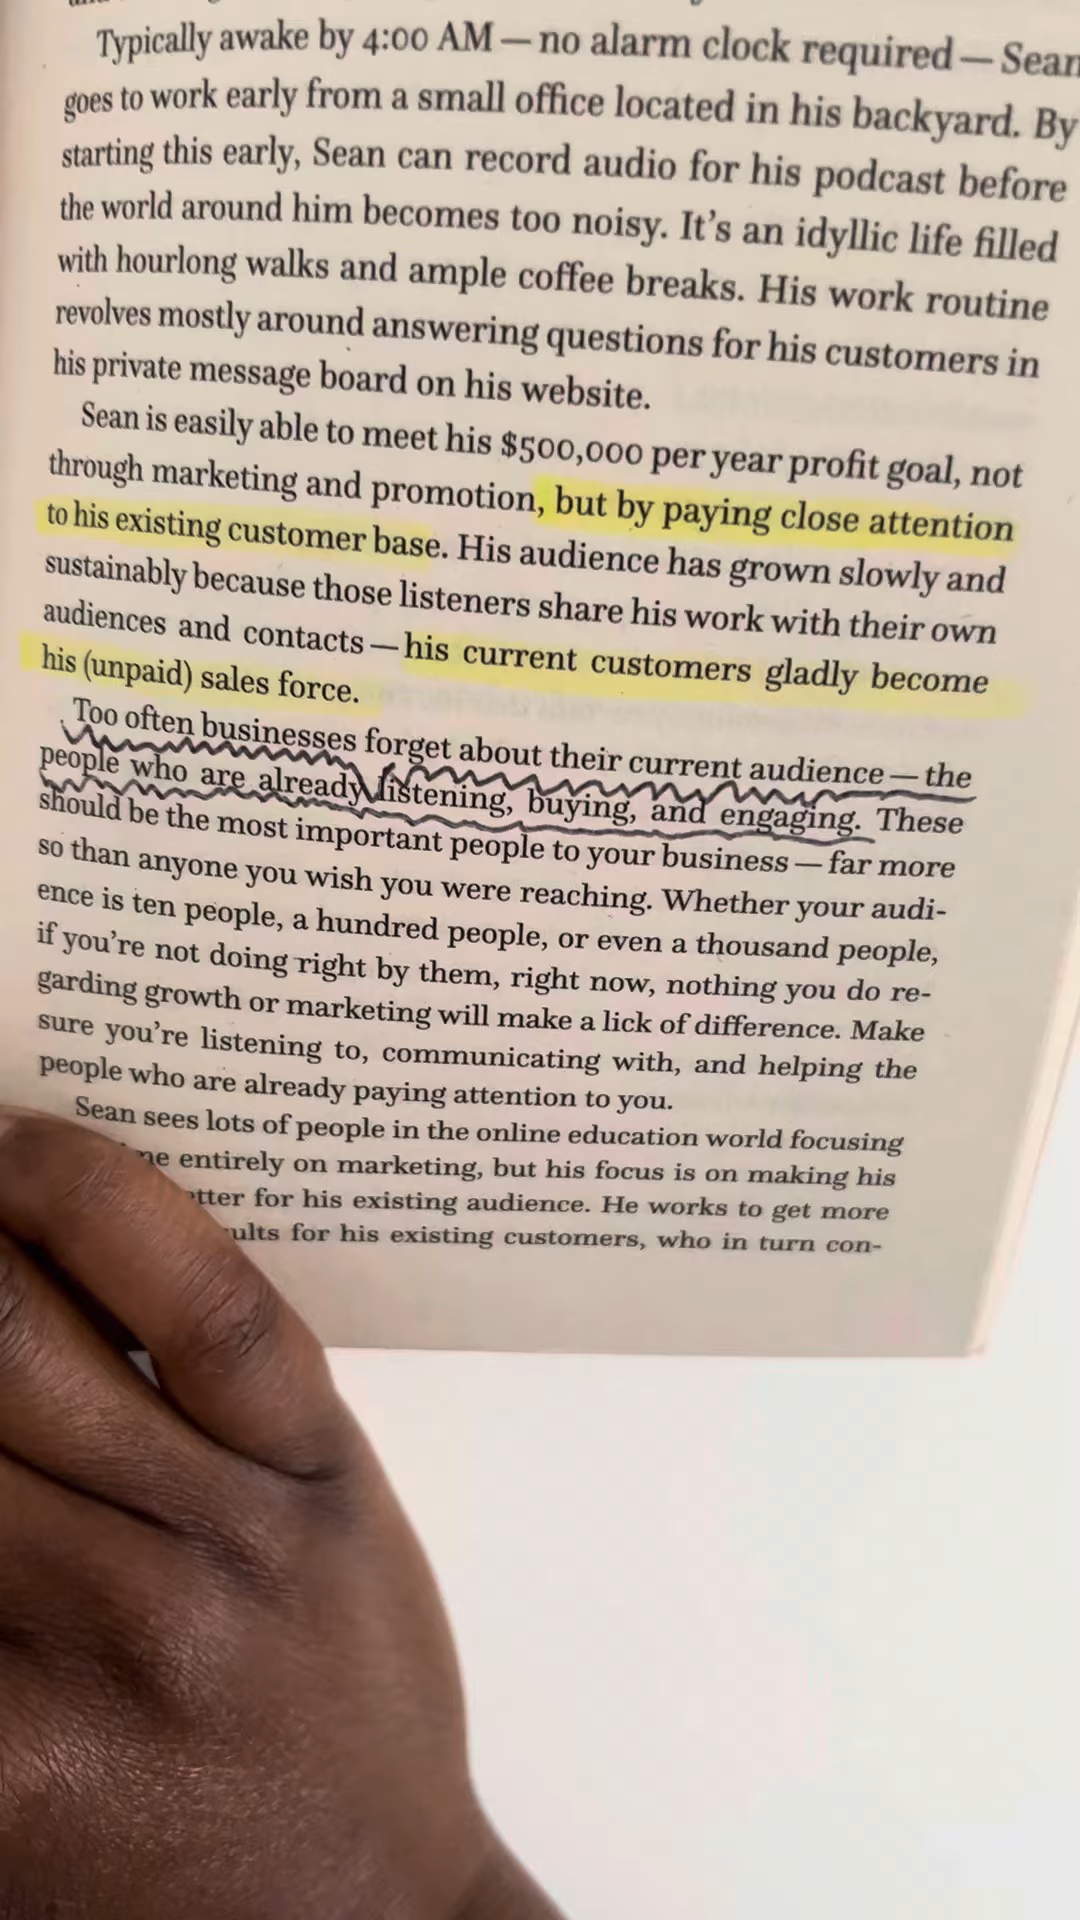 Typically awake by 4:00 AM — no alarm clock required — Sean
goes to work early from a small office located in his backyard. By
starting this early, Sean can record audio for his podcast before
the world around him becomes too noisy. It's an idyllic life filled
with hourlong walks and ample coffee breaks. His work routine
revolves mostly around answering questions for his customers in
his private message board on his website.
Sean is easily able to meet his $500,000 per year profit goal, not
through marketing and promotion, but by paying close attention
to his existing customer base. His audience has grown slowly and
sustainably because those listeners share his work with their own
audiences and contacts — his current customers gladly become
his (unpaid) sales force.
Too often businesses forget about their current audience — the
people who are already listening, buying, and engaging. These
should be the most important people to your business — far more
so than anyone you wish you were reaching. Whether your audi-
ence is ten people, a hundred people, or even a thousand people,
if you're not doing right by them, right now, nothing you do re-
garding growth or marketing will make a lick of difference. Make
sure you're listening to, communicating with, and helping the
people who are already paying attention to you.
Sean sees lots of people in the online education world focusing
entirely on marketing, but his focus is on making his
for his existing audience. He works to get more
for his existing customers, who in turn con-